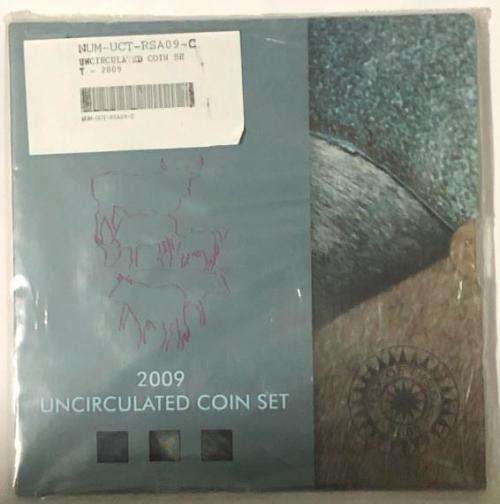 NUM-UCT-RSA09-C
UNCIRCULATED COIN SE
T - 2009
NUM-UCT-RSA09-C
2009
UNCIRCULATED COIN SET